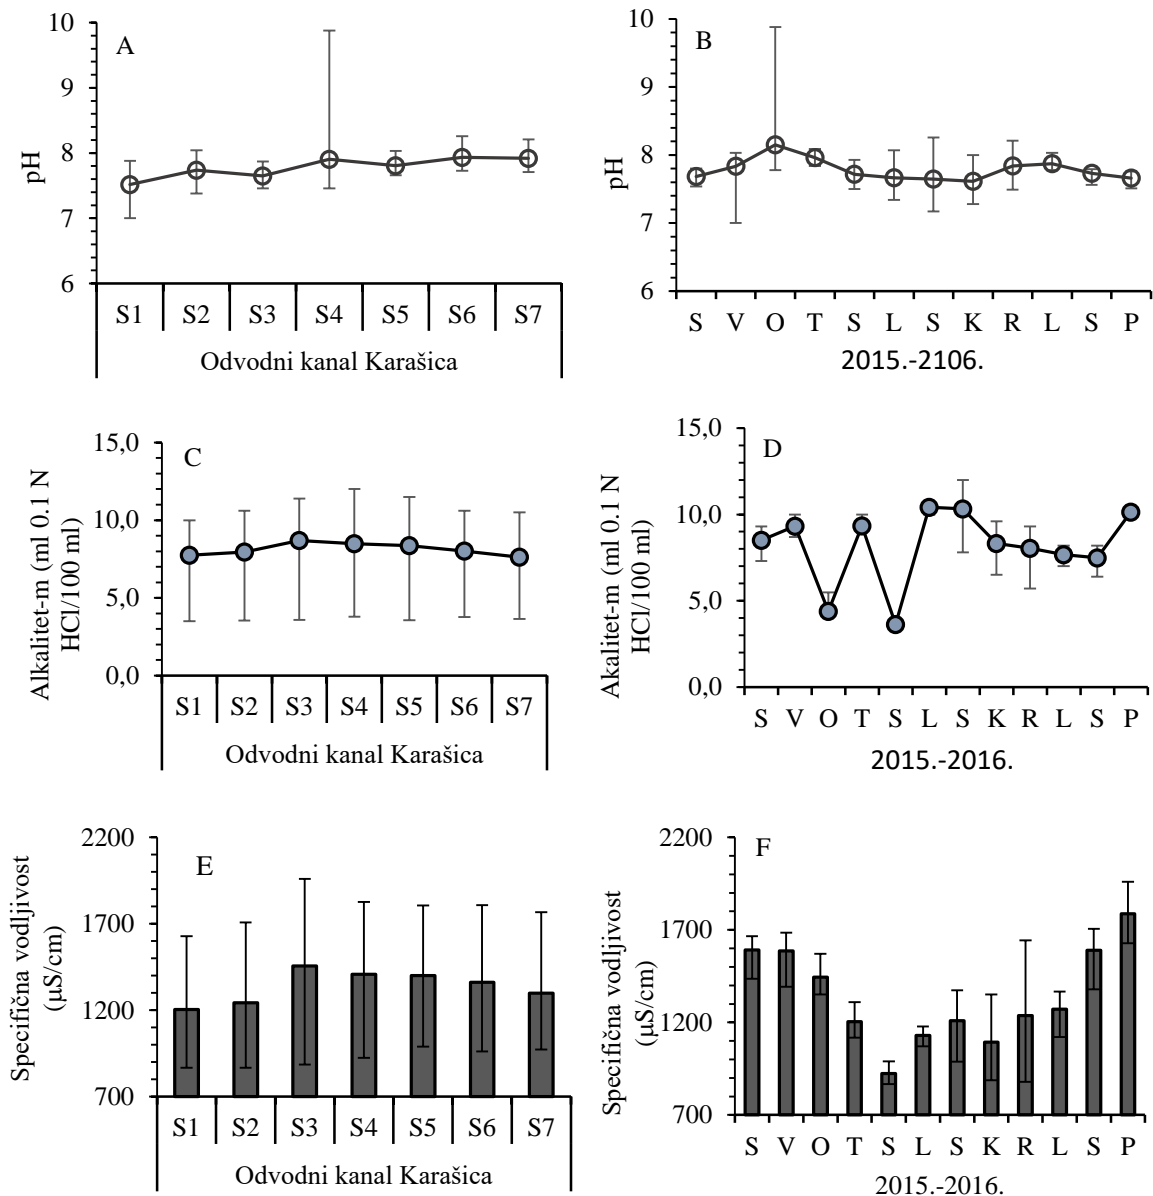 A
pH
10
9
8
7
6
S1 S2 S3 S4 S5 S6 S7
Odvodni kanal Karašica
B
pH
10
9
8
7
6
S V O T S L S K R L S P
2015.-2106.
C
Alkalitet-m (ml 0.1 N
HCl/100 ml)
15,0
10,0
5,0
0,0
S1 S2 S3 S4 S5 S6 S7
Odvodni kanal Karašica
D
Akalitet-m (ml 0.1 N
HCl/100 ml)
15,0
10,0
5,0
0,0
S V O T S L S K R L S P
2015.-2016.
E
Specifična vodljivost
(µS/cm)
2200
1700
1200
700
S1 S2 S3 S4 S5 S6 S7
Odvodni kanal Karašica
F
Specifična vodljivost
(µS/cm)
2200
1700
1200
700
S V O T S L S K R L S P
2015.-2016.